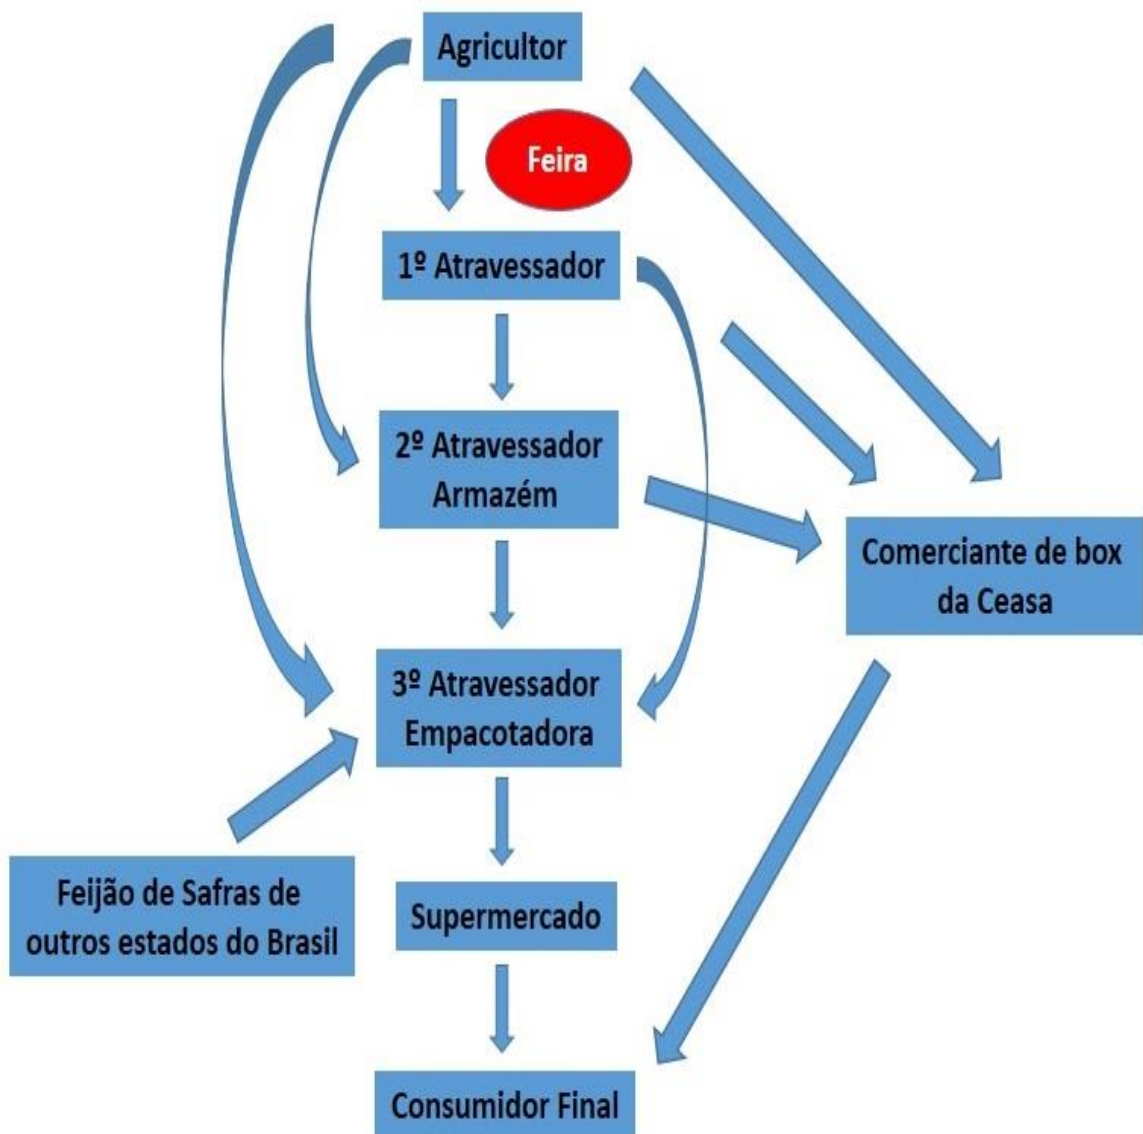 Agricultor
Feira
1º Atravessador
2º Atravessador
Armazém
Comerciante de box
da Ceasa
3º Atravessador
Empacotadora
Feijão de Safras de
outros estados do Brasil
Supermercado
Consumidor Final